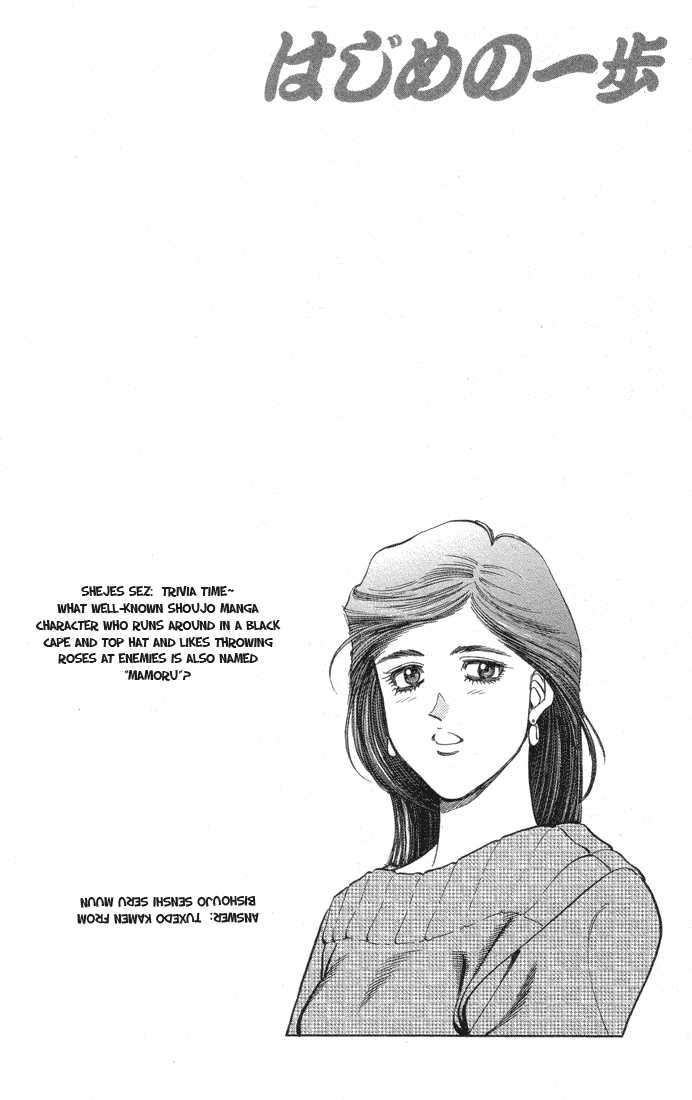 はじめの一歩
SHEJES SEZ: TRIVIA TIME~
WHAT WELL-KNOWN SHOUJO MANGA
CHARACTER WHO RUNS AROUND IN A BLACK
CAPE AND TOP HAT AND LIKES THROWING
ROSES AT ENEMIES IS ALSO NAMED
"MAMORU"?
ANSWER: TUXEDO KAMEN FROM
BISHOUJO SENSHI SERU MUUN